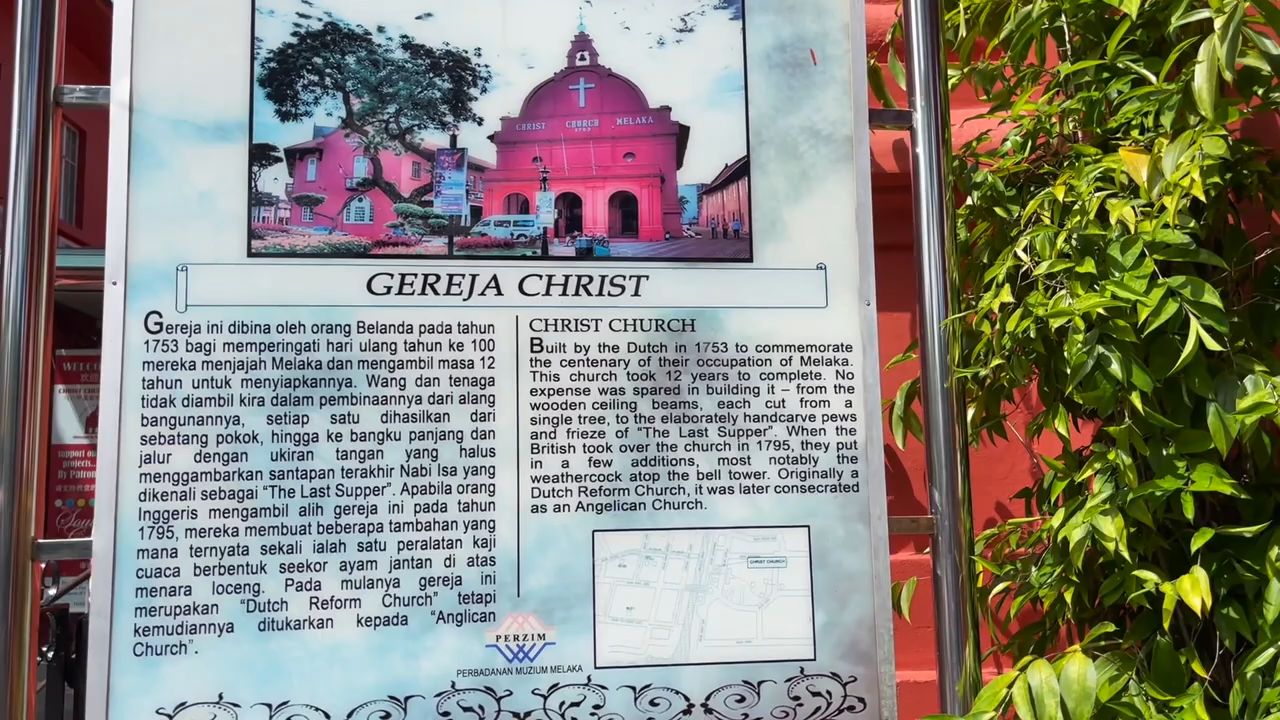 CHRIST CHURCH MELAKA
1753
GEREJA CHRIST
Gereja ini dibina oleh orang Belanda pada tahun
1753 bagi memperingati hari ulang tahun ke 100
mereka menjajah Melaka dan mengambil masa 12
tahun untuk menyiapkannya. Wang dan tenaga
tidak diambil kira dalam pembinaannya dari alang
bangunannya, setiap satu dihasilkan dari
sebatang pokok, hingga ke bangku panjang dan
jalur dengan ukiran tangan yang halus
menggambarkan santapan terakhir Nabi Isa yang
dikenali sebagai “The Last Supper”. Apabila orang
Inggeris mengambil alih gereja ini pada tahun
1795, mereka membuat beberapa tambahan yang
mana ternyata sekali ialah satu peralatan kaji
cuaca berbentuk seekor ayam jantan di atas
menara loceng. Pada mulanya gereja ini
merupakan “Dutch Reform Church” tetapi
kemudiannya ditukarkan kepada “Anglican
Church”.
CHRIST CHURCH
Built by the Dutch in 1753 to commemorate
the centenary of their occupation of Melaka.
This church took 12 years to complete. No
expense was spared in building it – from the
wooden ceiling beams, each cut from a
single tree, to the elaborately handcarve pews
and frieze of “The Last Supper”. When the
British took over the church in 1795, they put
in a few additions, most notably the
weathercock atop the bell tower. Originally a
Dutch Reform Church, it was later consecrated
as an Angelican Church.
CHRIST CHURCH
PERZIM
PERBADANAN MUZIUM MELAKA
support
projects...
By Patron